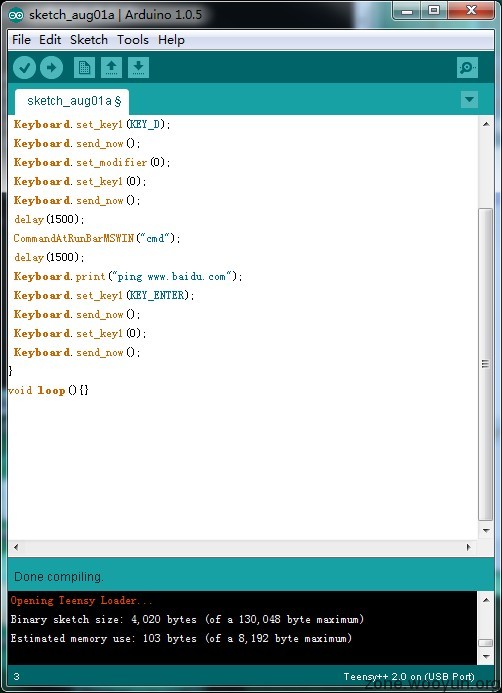 sketch_aug01a | Arduino 1.0.5
File Edit Sketch Tools Help
sketch_aug01a §
Keyboard.set_key1(KEY_D);
Keyboard.send_now();
Keyboard.set_modifier(0);
Keyboard.set_key1(0);
Keyboard.send_now();
delay(1500);
CommandAtRunBarMSWIN("cmd");
delay(1500);
Keyboard.print("ping www.baidu.com");
Keyboard.set_key1(KEY_ENTER);
Keyboard.send_now();
Keyboard.set_key1(0);
Keyboard.send_now();
}
void loop(){}
Done compiling.
Opening Teensy Loader...
Binary sketch size: 4,020 bytes (of a 130,048 byte maximum)
Estimated memory use: 103 bytes (of a 8,192 byte maximum)
3 Teensy++ 2.0 on (USB Port)
zone.wooyun.org